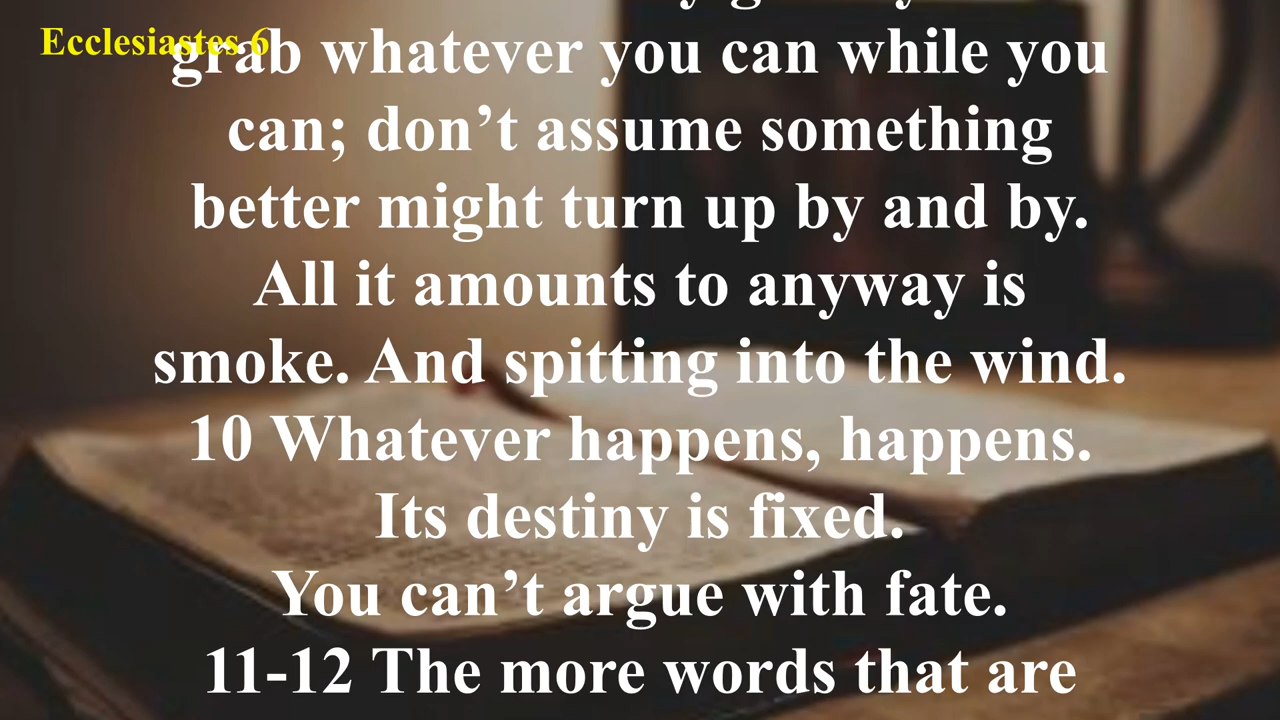 Ecclesiastes 6
grab whatever you can while you
can; don’t assume something
better might turn up by and by.
All it amounts to anyway is
smoke. And spitting into the wind.
10 Whatever happens, happens.
Its destiny is fixed.
You can’t argue with fate.
11-12 The more words that are